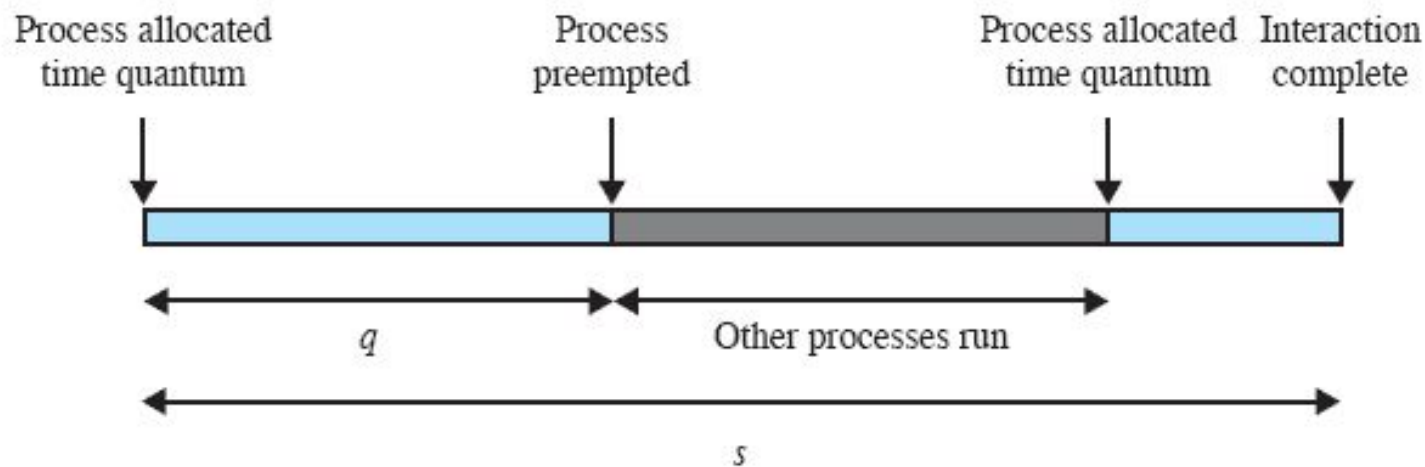 Process allocated
time quantum
Process
preempted
Process allocated
time quantum
Interaction
complete
q
Other processes run
s